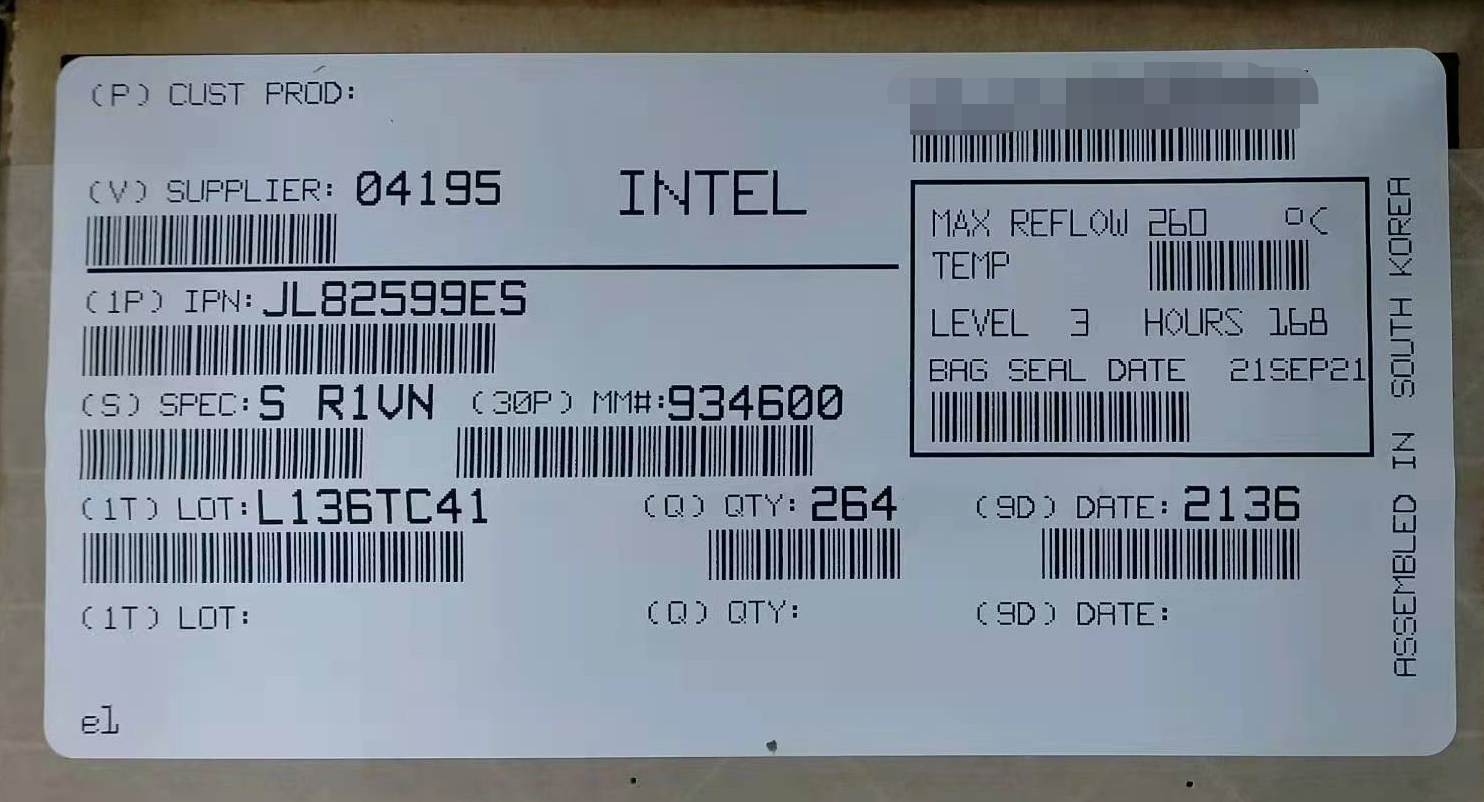 (P) CUST PROD:
(V) SUPPLIER: 04195 INTEL
(1P) IPN: JL82599ES
(S) SPEC: S R1VN (30P) MM#: 934600
(1T) LOT: L136TC41 (Q) QTY: 264 (9D) DATE: 2136
(1T) LOT: (Q) QTY: (9D) DATE:
el
MAX REFLOW 260 °C
TEMP
LEVEL 3 HOURS 168
BAG SEAL DATE 21SEP21
ASSEMBLED IN SOUTH KOREA